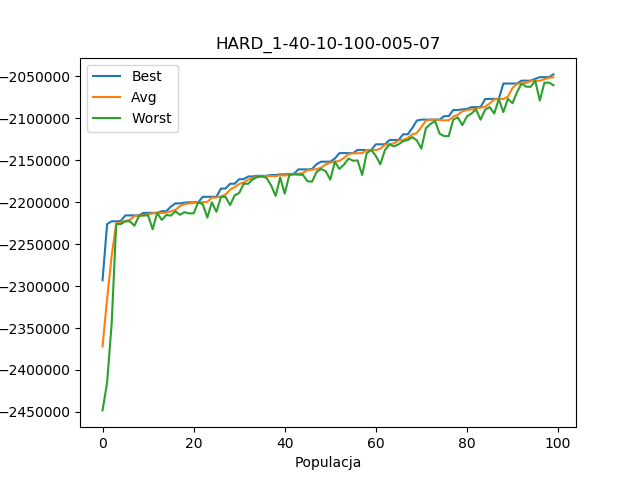 HARD_1-40-10-100-005-07
Best
Avg
Worst
−2050000
−2100000
−2150000
−2200000
−2250000
−2300000
−2350000
−2400000
−2450000
0 20 40 60 80 100
Populacja